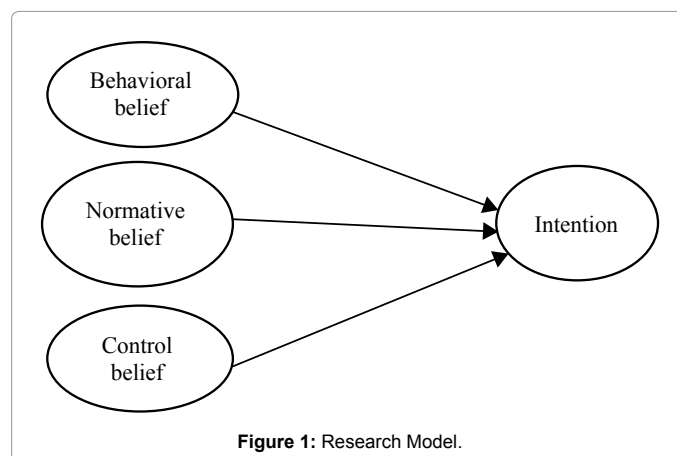 Behavioral
belief
Normative
belief
Intention
Control
belief
Figure 1: Research Model.